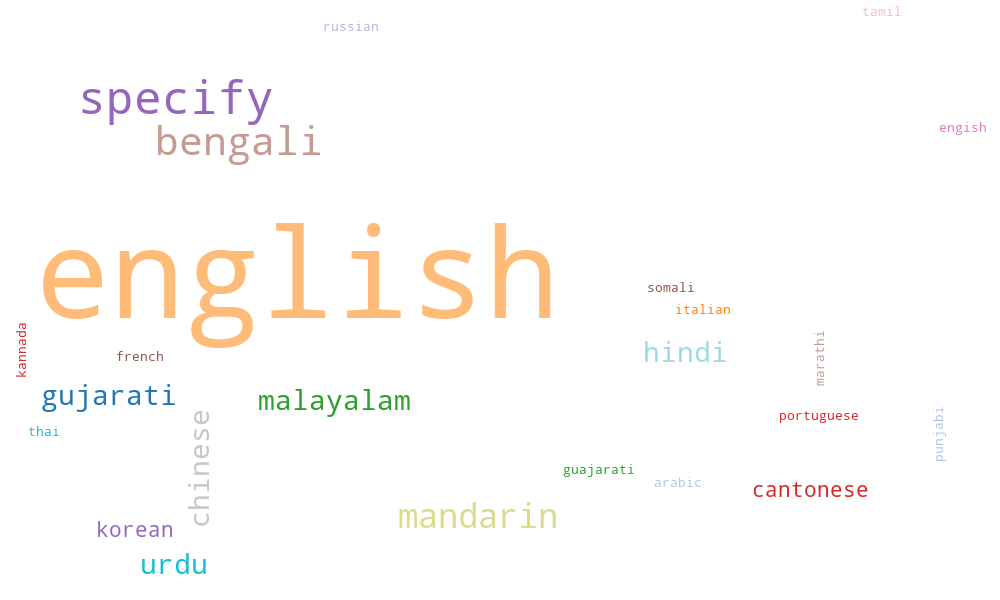 tamil
russian
specify
engish
bengali
english
somali
italian
kannada
hindi
french
marathi
gujarati
malayalam
portuguese
thai
punjabi
chinese
guajarati
arabic
cantonese
mandarin
korean
urdu